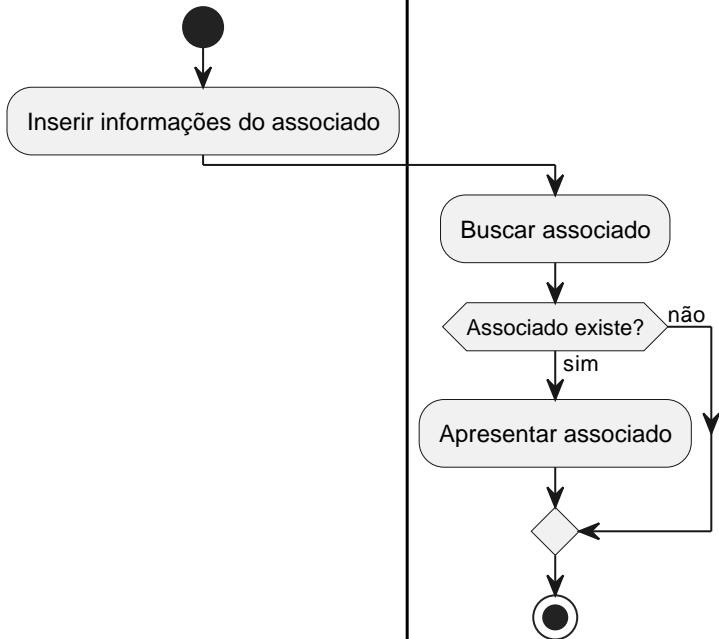 Inserir informações do associado
Buscar associado
Associado existe?
não
sim
Apresentar associado